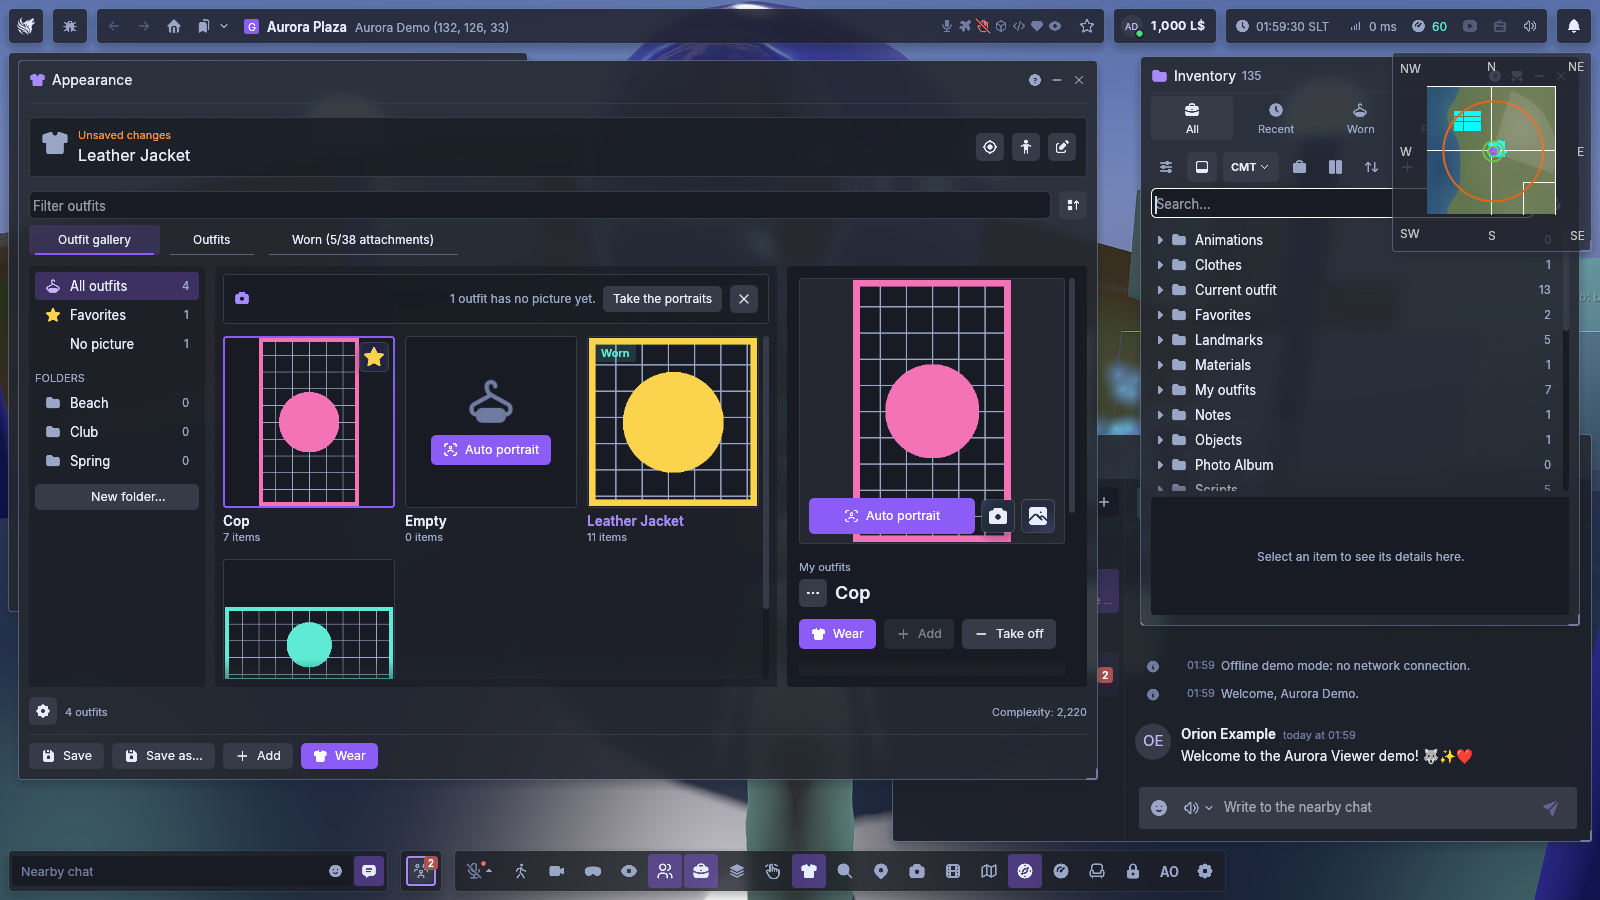 Aurora Plaza
Aurora Demo (132, 126, 33)
AD
1,000 L$
01:59:30 SLT
0 ms
60
Appearance
Unsaved changes
Leather Jacket
Filter outfits
Outfit gallery
Outfits
Worn (5/38 attachments)
All outfits 4
Favorites 1
No picture 1
FOLDERS
Beach 0
Club 0
Spring 0
New folder...
1 outfit has no picture yet.
Take the portraits
Worn
Auto portrait
Cop
7 items
Empty
0 items
Leather Jacket
11 items
Auto portrait
My outfits
Cop
Wear
Add
Take off
4 outfits
Complexity: 2,220
Save
Save as...
Add
Wear
Inventory 135
All
Recent
Worn
CMT
Search...
Animations 0
Clothes 1
Current outfit 13
Favorites 2
Landmarks 5
Materials 1
My outfits 7
Notes 1
Objects 1
Photo Album 0
Scripts 5
Select an item to see its details here.
NW N NE
W E
SW S SE
2
01:59 Offline demo mode: no network connection.
01:59 Welcome, Aurora Demo.
OE
Orion Example today at 01:59
Welcome to the Aurora Viewer demo! 🐺✨❤️
Write to the nearby chat
Nearby chat
2
AO